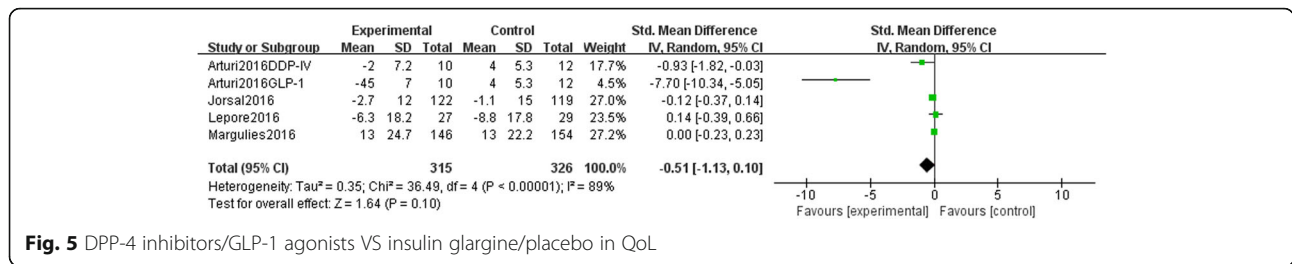 Experimental Control Std. Mean Difference Std. Mean Difference
Study or Subgroup Mean SD Total Mean SD Total Weight IV, Random, 95% CI IV, Random, 95% CI
Arturi2016DDP-IV -2 7.2 10 4 5.3 12 17.7% -0.93 [-1.82, -0.03]
Arturi2016GLP-1 -45 7 10 4 5.3 12 4.5% -7.70 [-10.34, -5.05]
Jorsal2016 -2.7 12 122 -1.1 15 119 27.0% -0.12 [-0.37, 0.14]
Lepore2016 -6.3 18.2 27 -8.8 17.8 29 23.5% 0.14 [-0.39, 0.66]
Margulies2016 13 24.7 146 13 22.2 154 27.2% 0.00 [-0.23, 0.23]
Total (95% CI) 315 326 100.0% -0.51 [-1.13, 0.10]
Heterogeneity: Tau² = 0.35; Chi² = 36.49, df = 4 (P < 0.00001); I² = 89%
Test for overall effect: Z = 1.64 (P = 0.10)
-10 -5 0 5 10
Favours [experimental] Favours [control]
Fig. 5 DPP-4 inhibitors/GLP-1 agonists VS insulin glargine/placebo in QoL